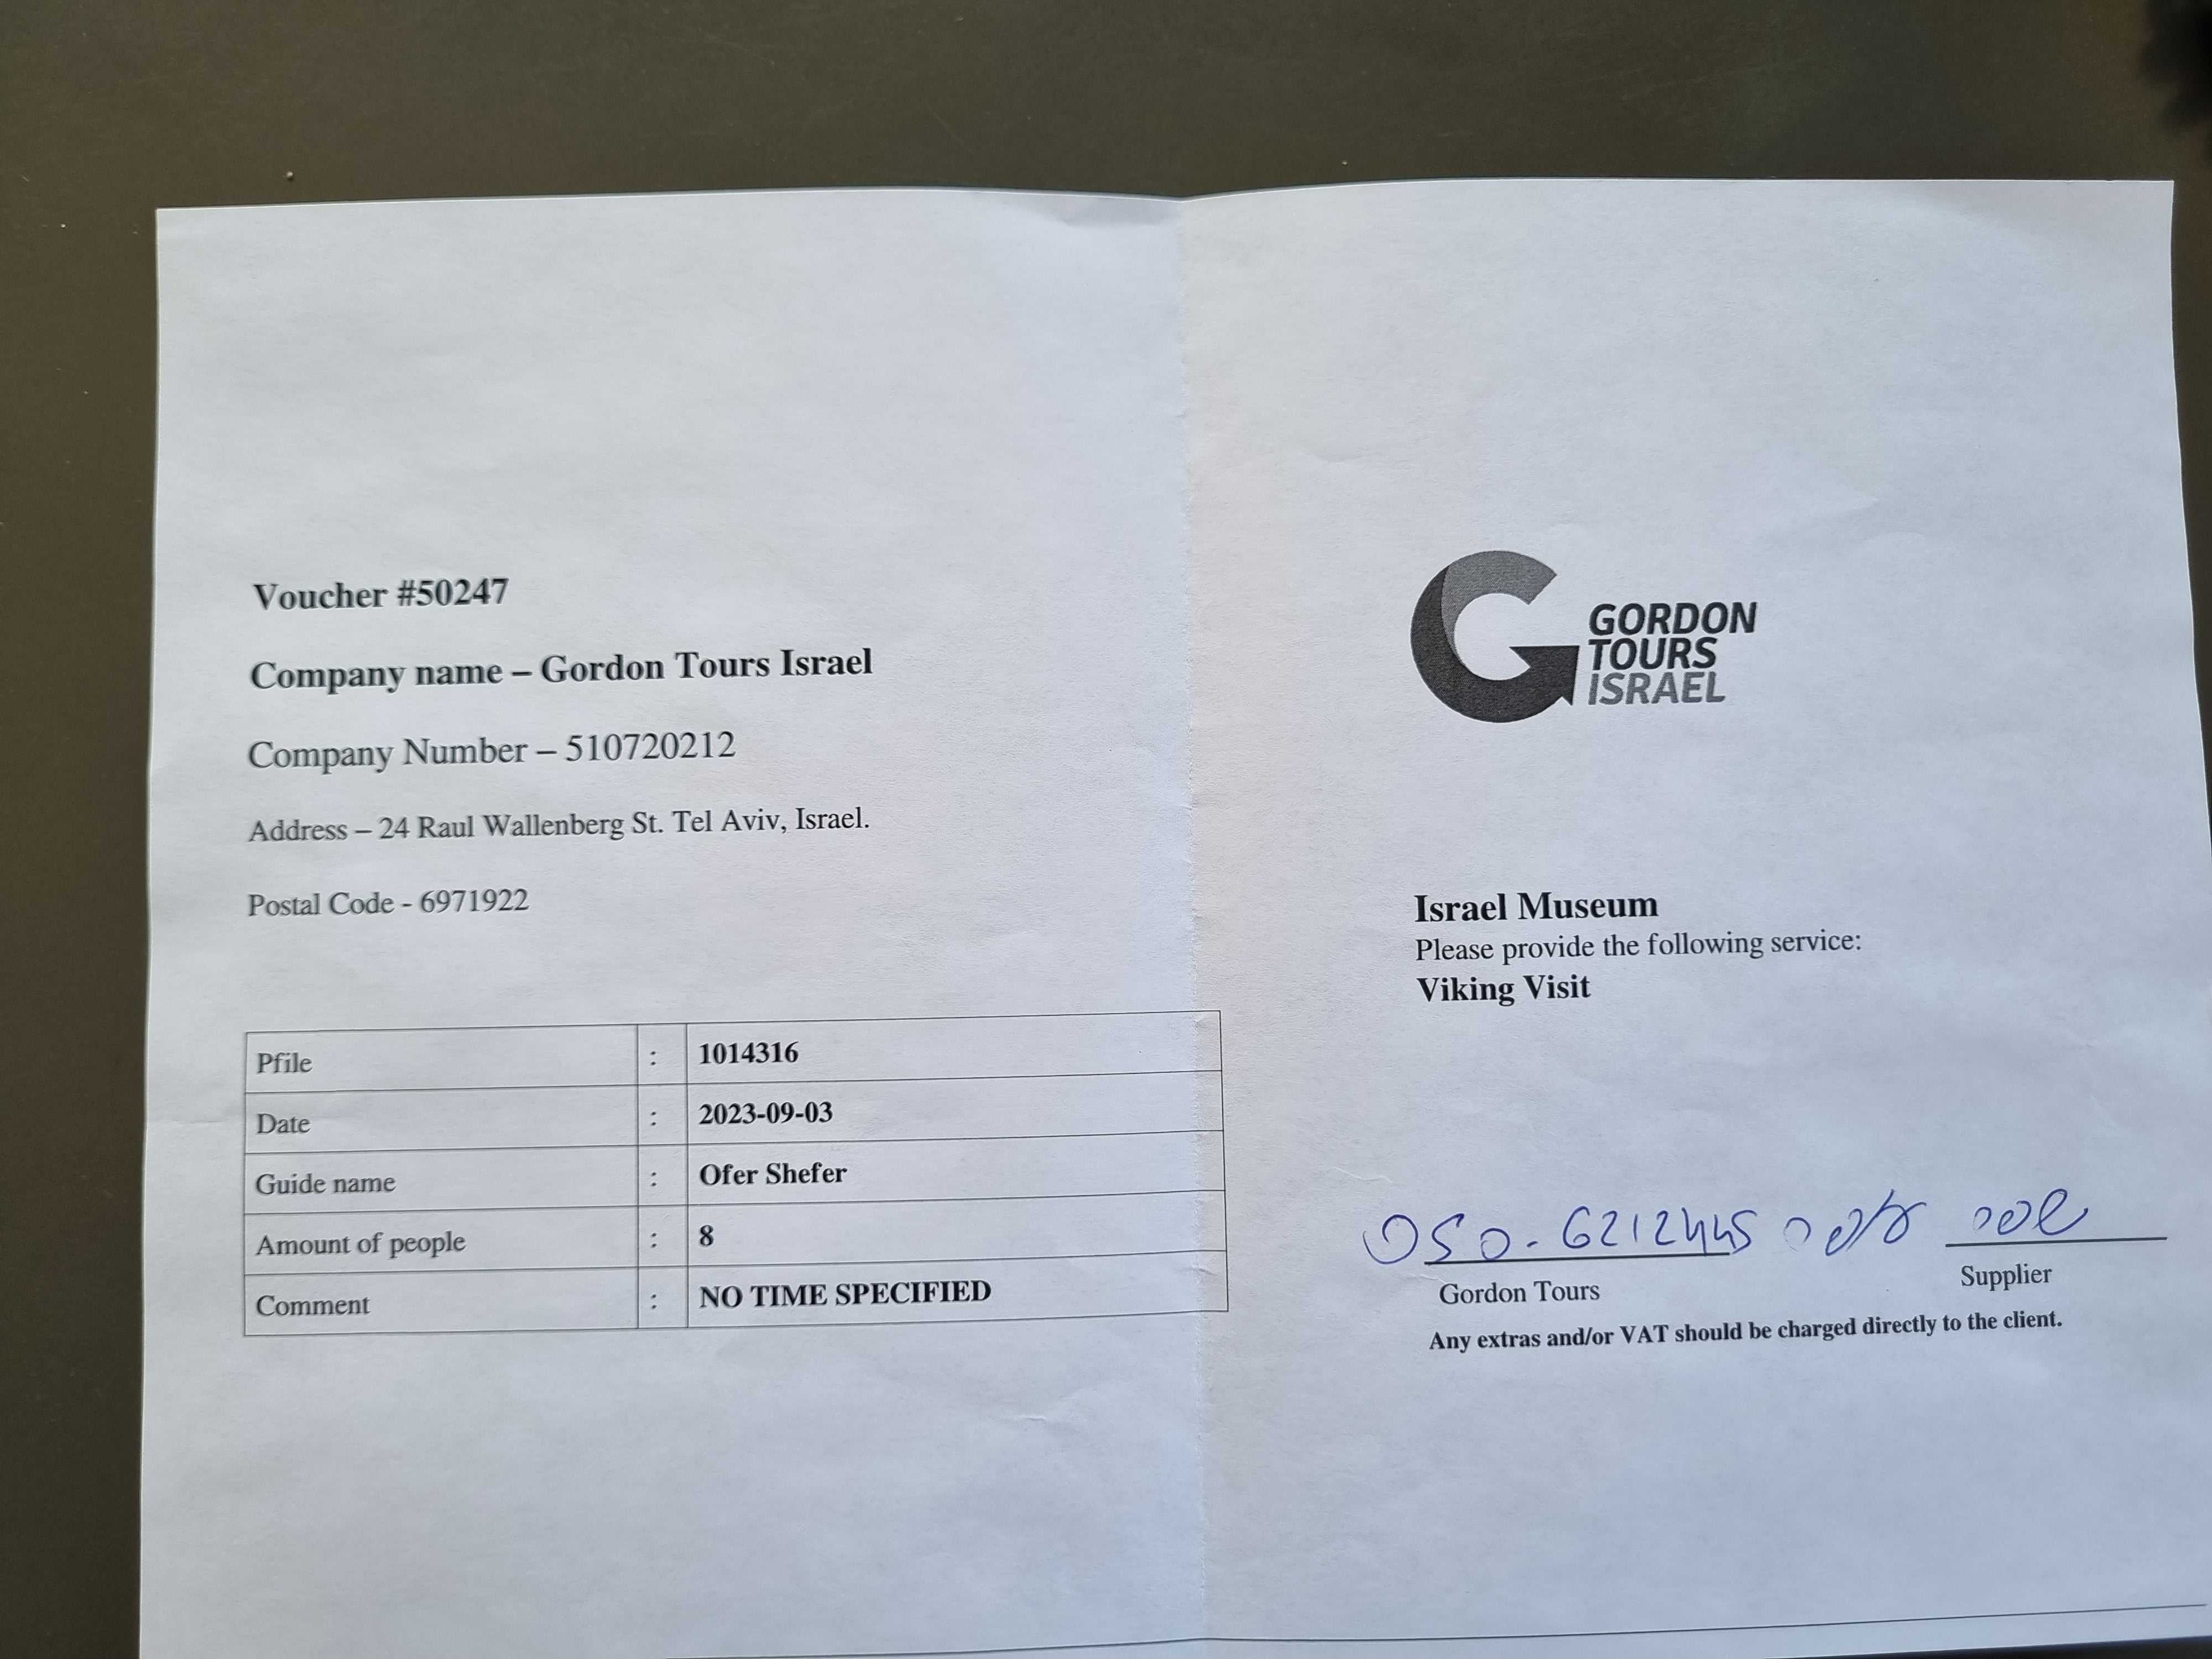 Voucher #50247
Company name – Gordon Tours Israel
Company Number – 510720212
Address – 24 Raul Wallenberg St. Tel Aviv, Israel.
Postal Code - 6971922
Pfile : 1014316
Date : 2023-09-03
Guide name : Ofer Shefer
Amount of people : 8
Comment : NO TIME SPECIFIED
GORDON
TOURS
ISRAEL
Israel Museum
Please provide the following service:
Viking Visit
050-6212445
Gordon Tours
Supplier
Any extras and/or VAT should be charged directly to the client.